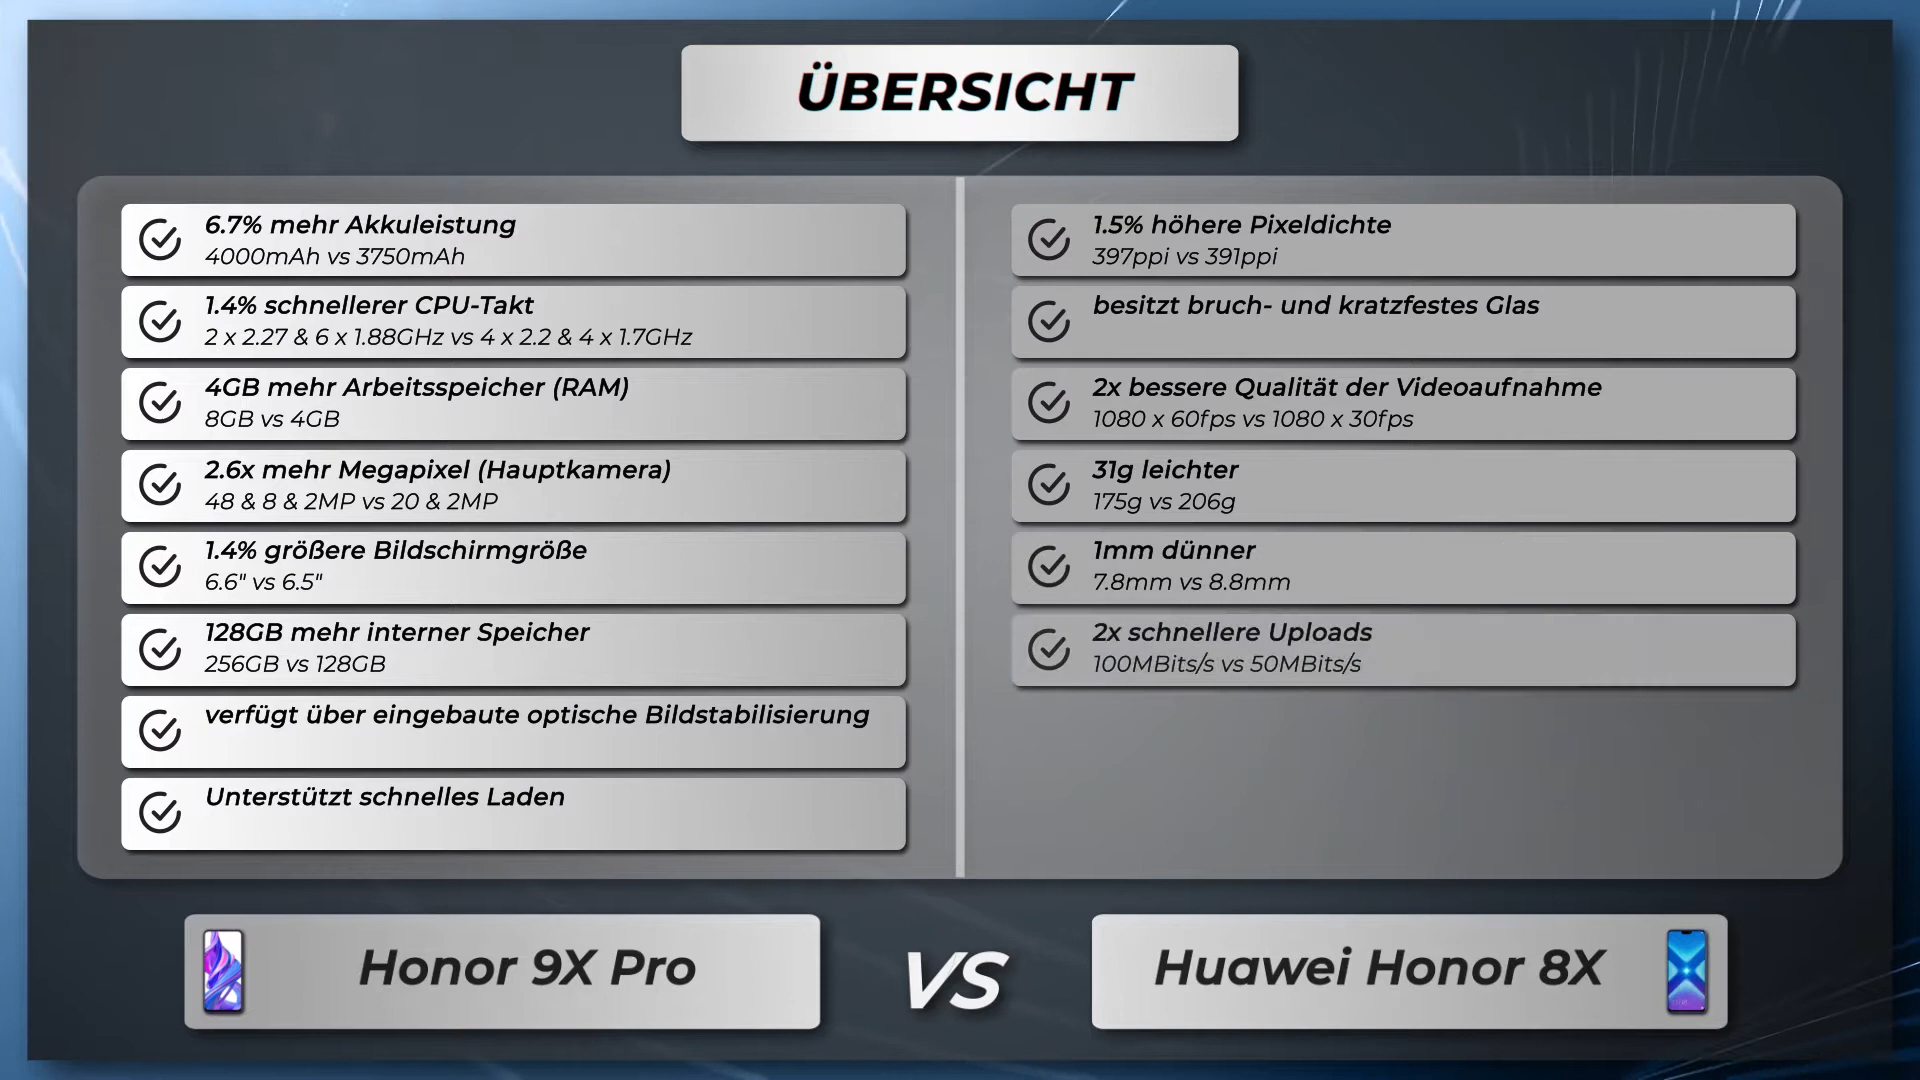 ÜBERSICHT
6.7% mehr Akkuleistung
4000mAh vs 3750mAh
1.4% schnellerer CPU-Takt
2 x 2.27 & 6 x 1.88GHz vs 4 x 2.2 & 4 x 1.7GHz
4GB mehr Arbeitsspeicher (RAM)
8GB vs 4GB
2.6x mehr Megapixel (Hauptkamera)
48 & 8 & 2MP vs 20 & 2MP
1.4% größere Bildschirmgröße
6.6" vs 6.5"
128GB mehr interner Speicher
256GB vs 128GB
verfügt über eingebaute optische Bildstabilisierung
Unterstützt schnelles Laden
1.5% höhere Pixeldichte
397ppi vs 391ppi
besitzt bruch- und kratzfestes Glas
2x bessere Qualität der Videoaufnahme
1080 x 60fps vs 1080 x 30fps
31g leichter
175g vs 206g
1mm dünner
7.8mm vs 8.8mm
2x schnellere Uploads
100MBits/s vs 50MBits/s
Honor 9X Pro
VS
Huawei Honor 8X